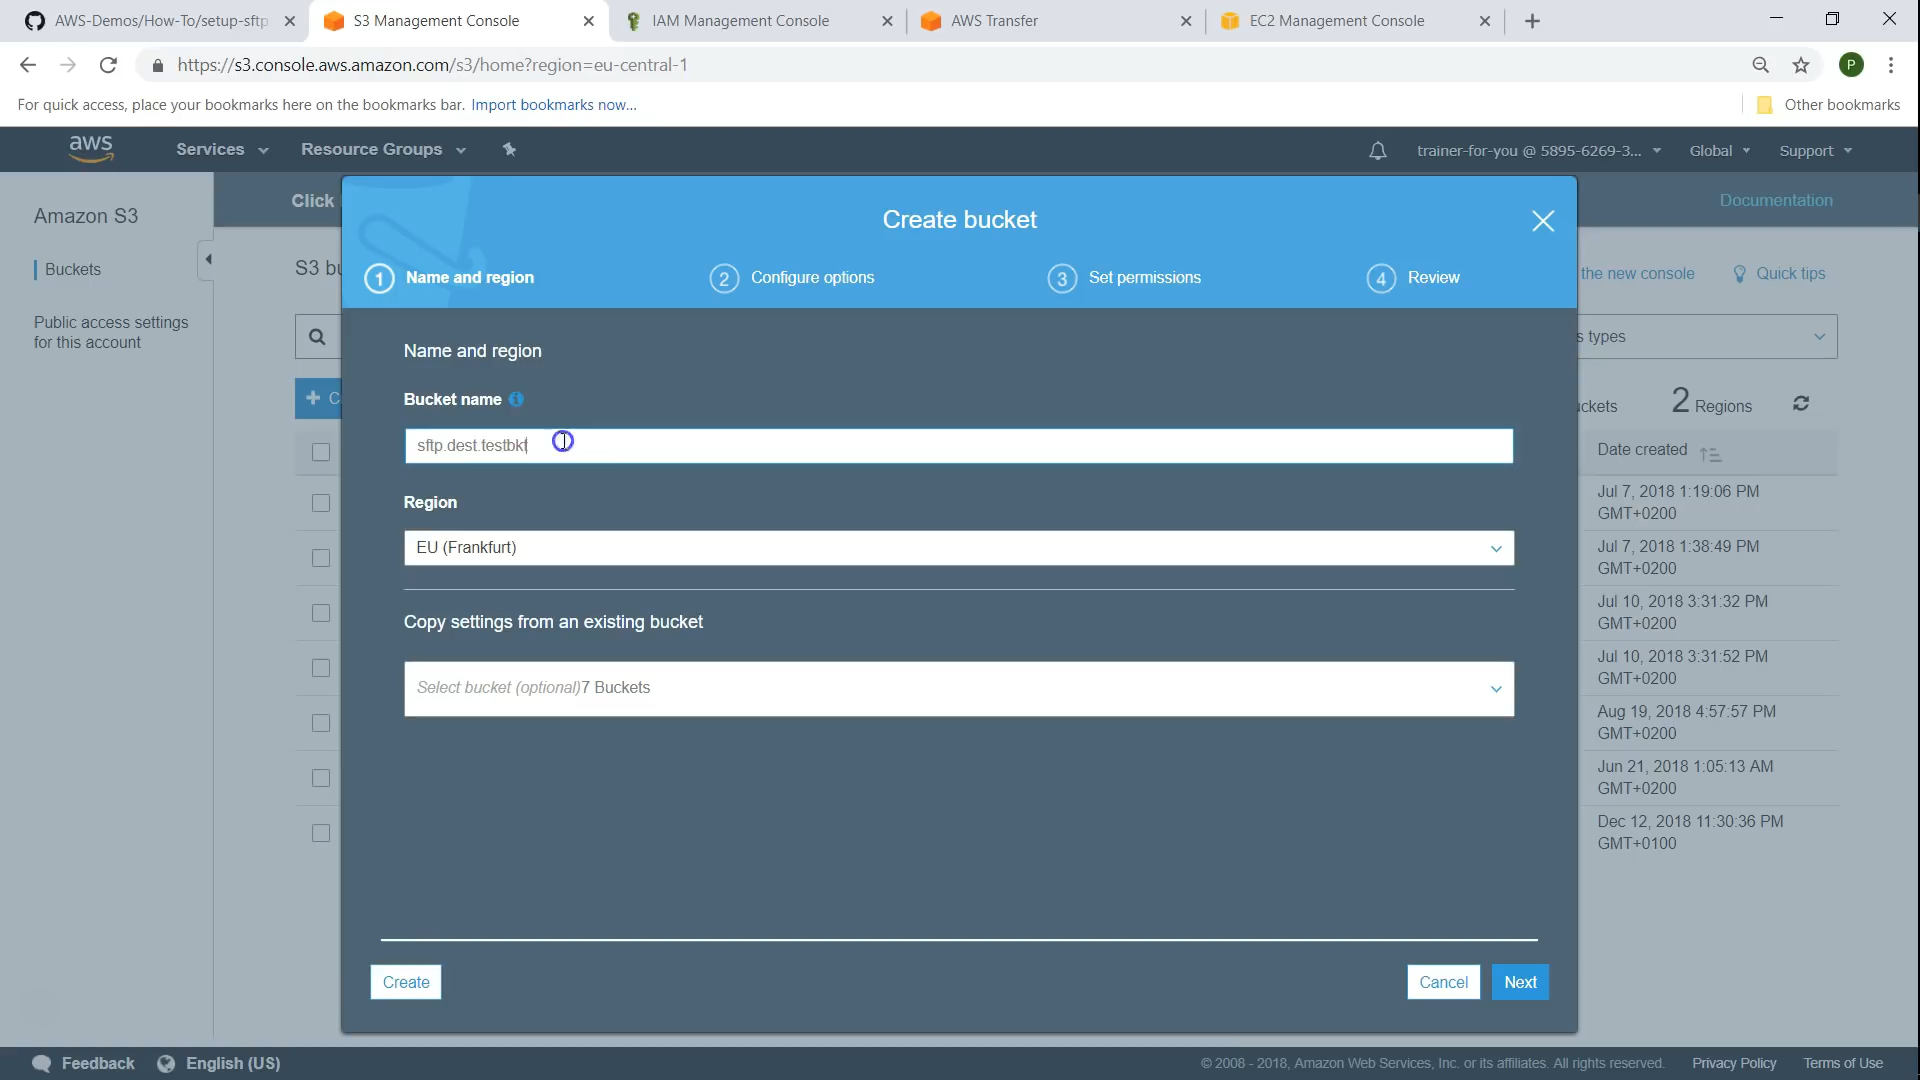 AWS-Demos/How-To/setup-sftp
S3 Management Console
IAM Management Console
AWS Transfer
EC2 Management Console
https://s3.console.aws.amazon.com/s3/home?region=eu-central-1
P
For quick access, place your bookmarks here on the bookmarks bar. Import bookmarks now...
Other bookmarks
aws
Services
Resource Groups
trainer-for-you @ 5895-6269-3...
Global
Support
Amazon S3
Buckets
Public access settings
for this account
Click
Documentation
S3 bu
the new console
Quick tips
s types
+ C
ckets
2 Regions
Date created
Jul 7, 2018 1:19:06 PM
GMT+0200
Jul 7, 2018 1:38:49 PM
GMT+0200
Jul 10, 2018 3:31:32 PM
GMT+0200
Jul 10, 2018 3:31:52 PM
GMT+0200
Aug 19, 2018 4:57:57 PM
GMT+0200
Jun 21, 2018 1:05:13 AM
GMT+0200
Dec 12, 2018 11:30:36 PM
GMT+0100
Create bucket
1 Name and region
2 Configure options
3 Set permissions
4 Review
Name and region
Bucket name
sftp.dest.testbkt
Region
EU (Frankfurt)
Copy settings from an existing bucket
Select bucket (optional)7 Buckets
Create
Cancel
Next
Feedback
English (US)
© 2008 - 2018, Amazon Web Services, Inc. or its affiliates. All rights reserved.
Privacy Policy
Terms of Use